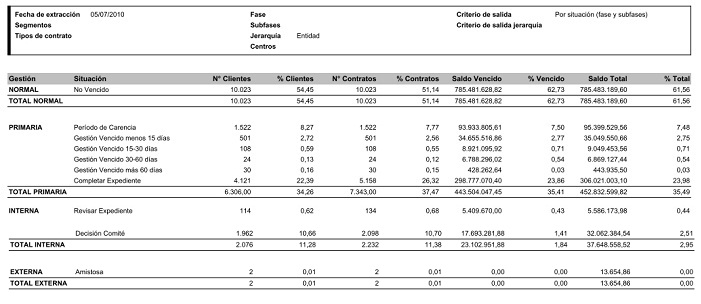 Fecha de extracción 05/07/2010 Fase Criterio de salida Por situación (fase y subfases)
Segmentos Subfases Criterio de salida jerarquía
Tipos de contrato Jerarquía Entidad
Centros
Gestión Situación Nº Clientes % Clientes Nº Contratos % Contratos Saldo Vencido % Vencido Saldo Total % Total
NORMAL No Vencido 10.023 54,45 10.023 51,14 785.481.628,82 62,73 785.483.189,60 61,56
TOTAL NORMAL 10.023 54,45 10.023 51,14 785.481.628,82 62,73 785.483.189,60 61,56
PRIMARIA Período de Carencia 1.522 8,27 1.522 7,77 93.933.805,61 7,50 95.399.529,56 7,48
Gestión Vencido menos 15 días 501 2,72 501 2,56 34.655.516,86 2,77 35.049.550,66 2,75
Gestión Vencido 15-30 días 108 0,59 108 0,55 8.921.095,92 0,71 9.049.453,56 0,71
Gestión Vencido 30-60 días 24 0,13 24 0,12 6.788.296,02 0,54 6.869.127,44 0,54
Gestión Vencido más 60 días 30 0,16 30 0,15 428.262,64 0,03 443.935,50 0,03
Completar Expediente 4.121 22,39 5.158 26,32 298.777.070,40 23,86 306.021.003,10 23,98
TOTAL PRIMARIA 6.306,00 34,26 7.343,00 37,47 443.504.047,45 35,41 452.832.599,82 35,49
INTERNA Revisar Expediente 114 0,62 134 0,68 5.409.670,00 0,43 5.586.173,98 0,44
Decisión Comité 1.962 10,66 2.098 10,70 17.693.281,88 1,41 32.062.384,54 2,51
TOTAL INTERNA 2.076 11,28 2.232 11,38 23.102.951,88 1,84 37.648.558,52 2,95
EXTERNA Amistosa 2 0,01 2 0,01 0,00 0,00 13.654,86 0,00
TOTAL EXTERNA 2 0,01 2 0,01 0,00 0,00 13.654,86 0,00